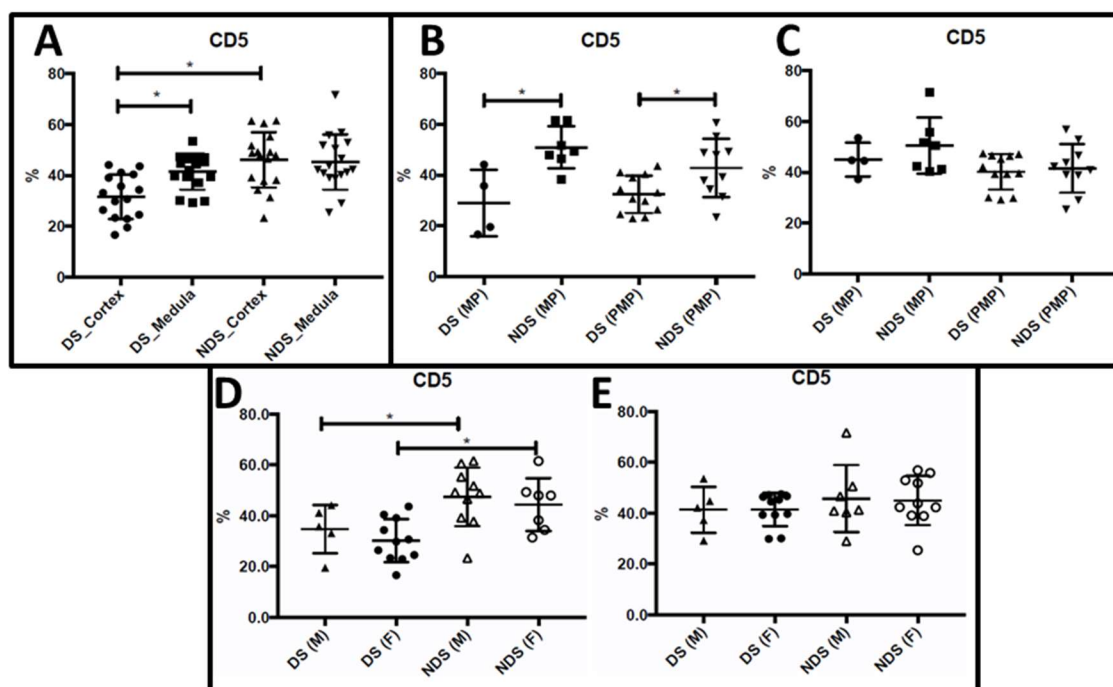 A
CD5
80
60
40
20
0
%
*
*
DS_Cortex
DS_Medula
NDS_Cortex
NDS_Medula
B
CD5
80
60
40
20
0
%
*
*
DS (MP)
NDS (MP)
DS (PMP)
NDS (PMP)
C
CD5
80
60
40
20
0
%
DS (MP)
NDS (MP)
DS (PMP)
NDS (PMP)
D
CD5
80.0
60.0
40.0
20.0
0.0
%
*
*
DS (M)
DS (F)
NDS (M)
NDS (F)
E
CD5
80.0
60.0
40.0
20.0
0.0
%
DS (M)
DS (F)
NDS (M)
NDS (F)